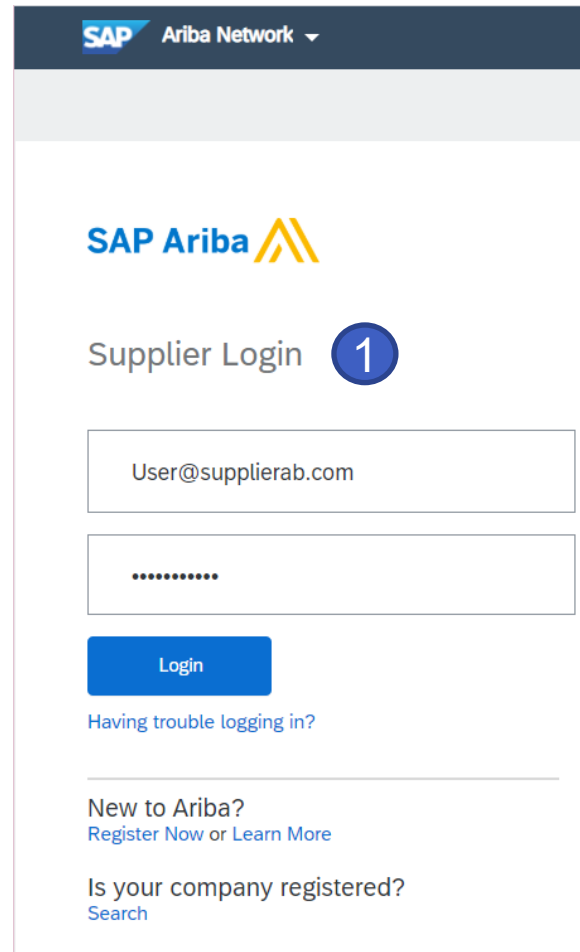 SAP Ariba Network
SAP Ariba
Supplier Login 1
User@supplierab.com
•••••••••••
Login
Having trouble logging in?
New to Ariba?
Register Now or Learn More
Is your company registered?
Search